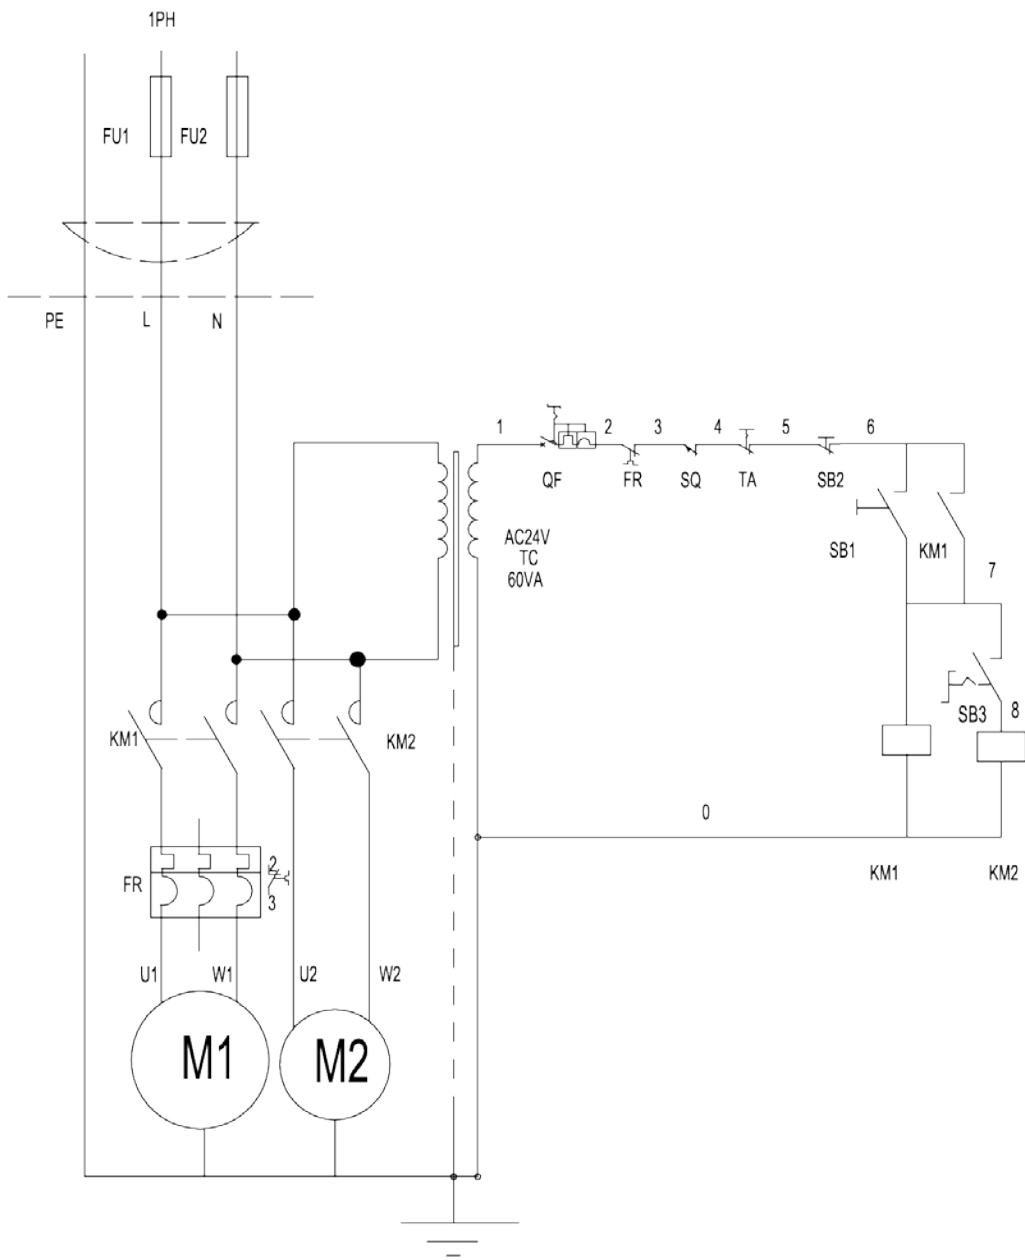 1PH
FU1 FU2
PE L N
1 2 3 4 5 6
QF FR SQ TA SB2
AC24V
TC
60VA
SB1 KM1
7
SB3 8
KM1 KM2
0
2
FR
3
KM1 KM2
U1 W1 U2 W2
M1 M2